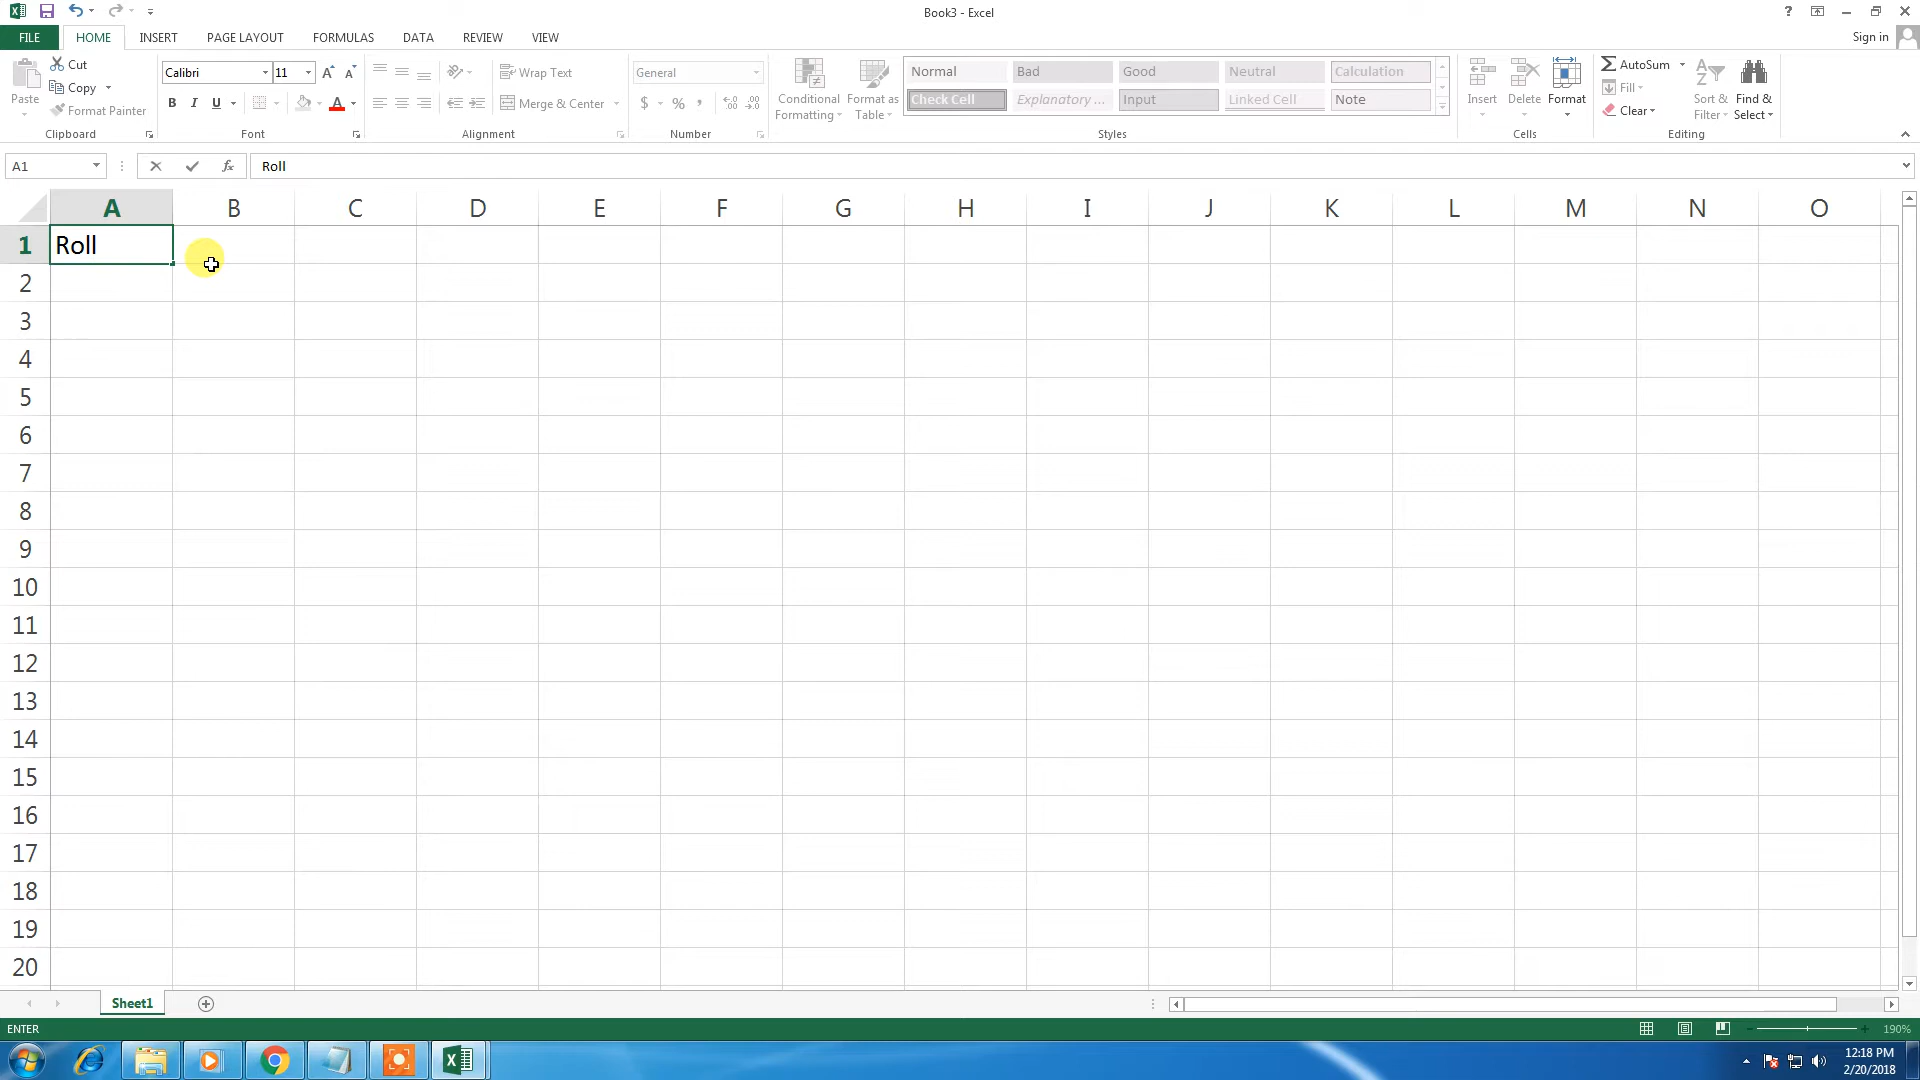 Book3 - Excel
FILE HOME INSERT PAGE LAYOUT FORMULAS DATA REVIEW VIEW Sign in
Paste Cut Copy Format Painter Clipboard
Calibri 11 B I U A Font
Wrap Text Merge & Center Alignment
General $ % , Number
Conditional Formatting Format as Table
Normal Bad Good Neutral Calculation
Check Cell Explanatory ... Input Linked Cell Note
Styles
Insert Delete Format Cells
AutoSum Fill Clear Sort & Filter Find & Select Editing
A1 fx Roll
A B C D E F G H I J K L M N O
1 Roll
2
3
4
5
6
7
8
9
10
11
12
13
14
15
16
17
18
19
20
Sheet1
ENTER 190%
12:18 PM
2/20/2018